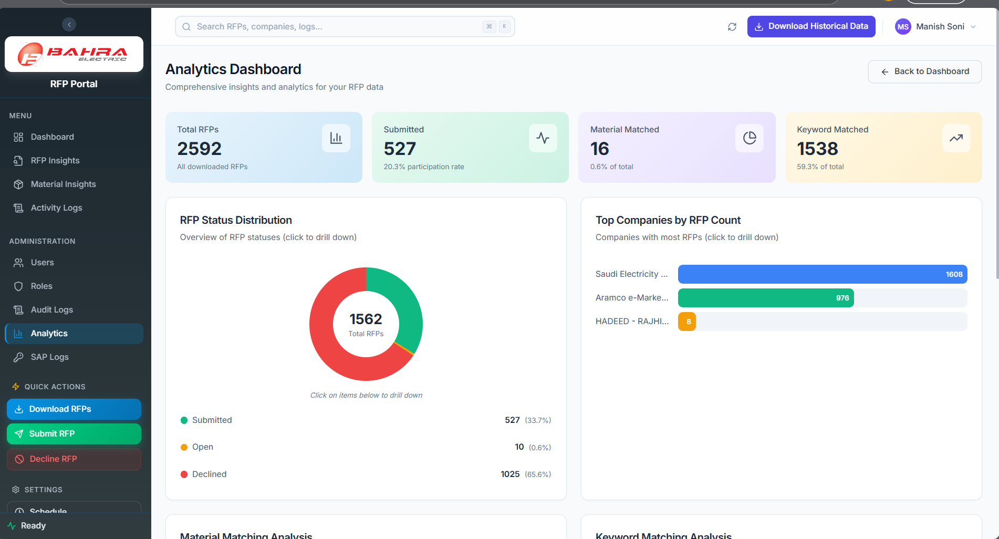 BAHRA
ELECTRIC
RFP Portal
MENU
Dashboard
RFP Insights
Material Insights
Activity Logs
ADMINISTRATION
Users
Roles
Audit Logs
Analytics
SAP Logs
QUICK ACTIONS
Download RFPs
Submit RFP
Decline RFP
SETTINGS
Schedule
Ready
Search RFPs, companies, logs...
⌘ K
Download Historical Data
MS Manish Soni
Analytics Dashboard
Comprehensive insights and analytics for your RFP data
Back to Dashboard
Total RFPs
2592
All downloaded RFPs
Submitted
527
20.3% participation rate
Material Matched
16
0.6% of total
Keyword Matched
1538
59.3% of total
RFP Status Distribution
Overview of RFP statuses (click to drill down)
1562
Total RFPs
Click on items below to drill down
Submitted 527 (33.7%)
Open 10 (0.6%)
Declined 1025 (65.6%)
Top Companies by RFP Count
Companies with most RFPs (click to drill down)
Saudi Electricity ... 1608
Aramco e-Marke... 976
HADEED - RAJHI... 8
Material Matching Analysis
Keyword Matching Analysis